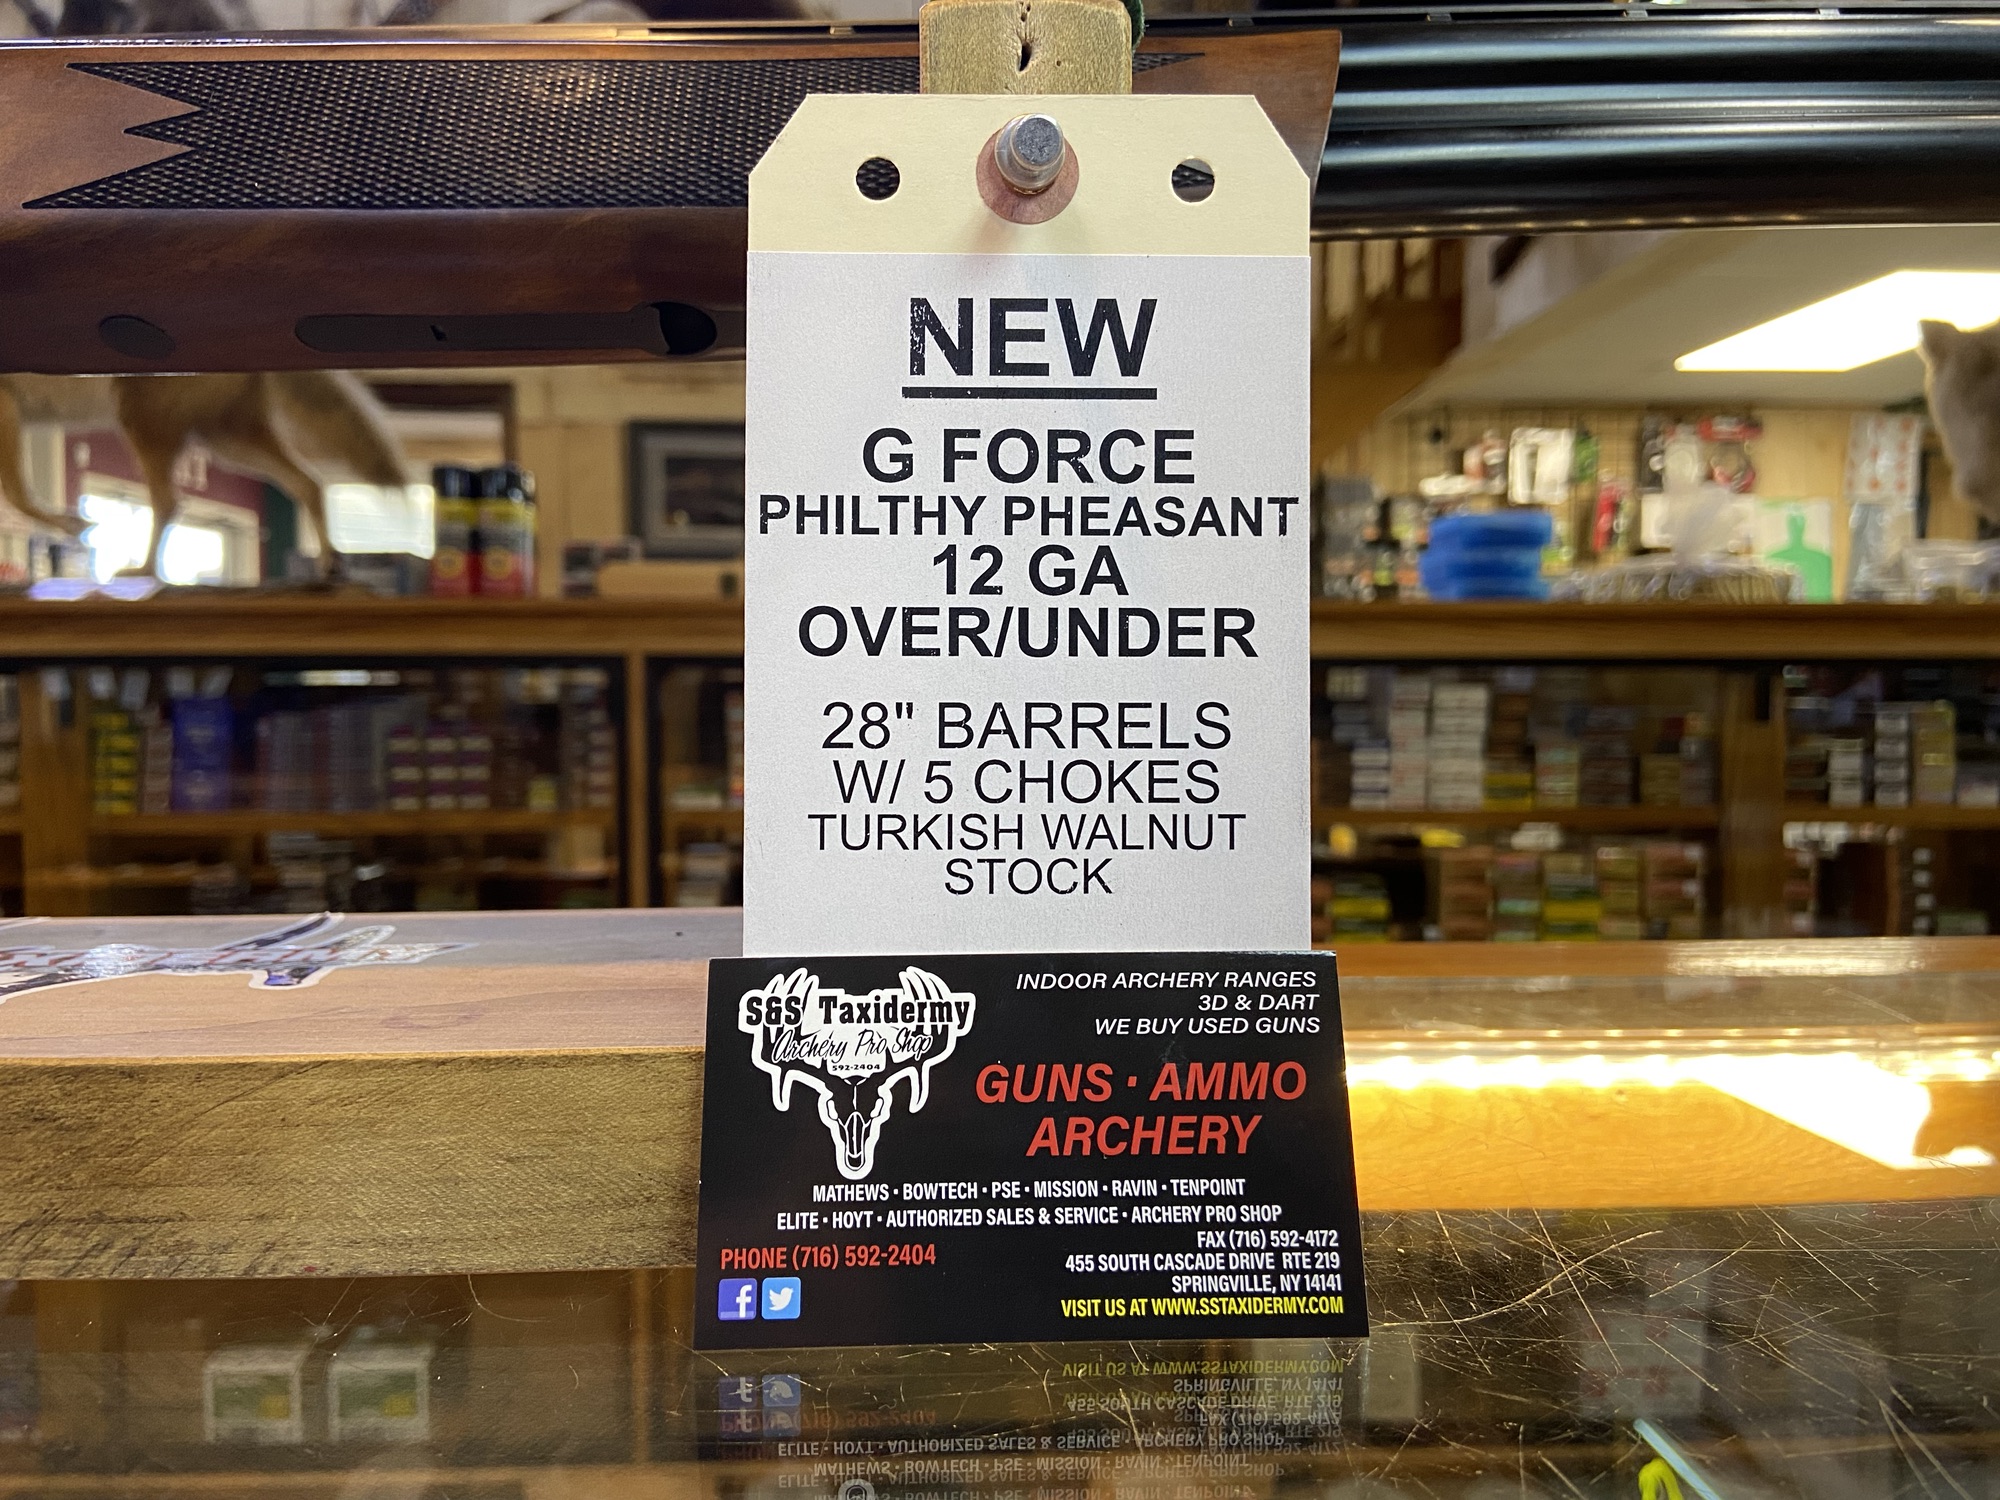 NEW
G FORCE
PHILTHY PHEASANT
12 GA
OVER/UNDER
28" BARRELS
W/ 5 CHOKES
TURKISH WALNUT
STOCK
S&S Taxidermy
Archery Pro Shop
592-2404
INDOOR ARCHERY RANGES
3D & DART
WE BUY USED GUNS
GUNS · AMMO
ARCHERY
MATHEWS · BOWTECH · PSE · MISSION · RAVIN · TENPOINT
ELITE · HOYT · AUTHORIZED SALES & SERVICE · ARCHERY PRO SHOP
PHONE (716) 592-2404
FAX (716) 592-4172
455 SOUTH CASCADE DRIVE RTE 219
SPRINGVILLE, NY 14141
VISIT US AT WWW.SSTAXIDERMY.COM